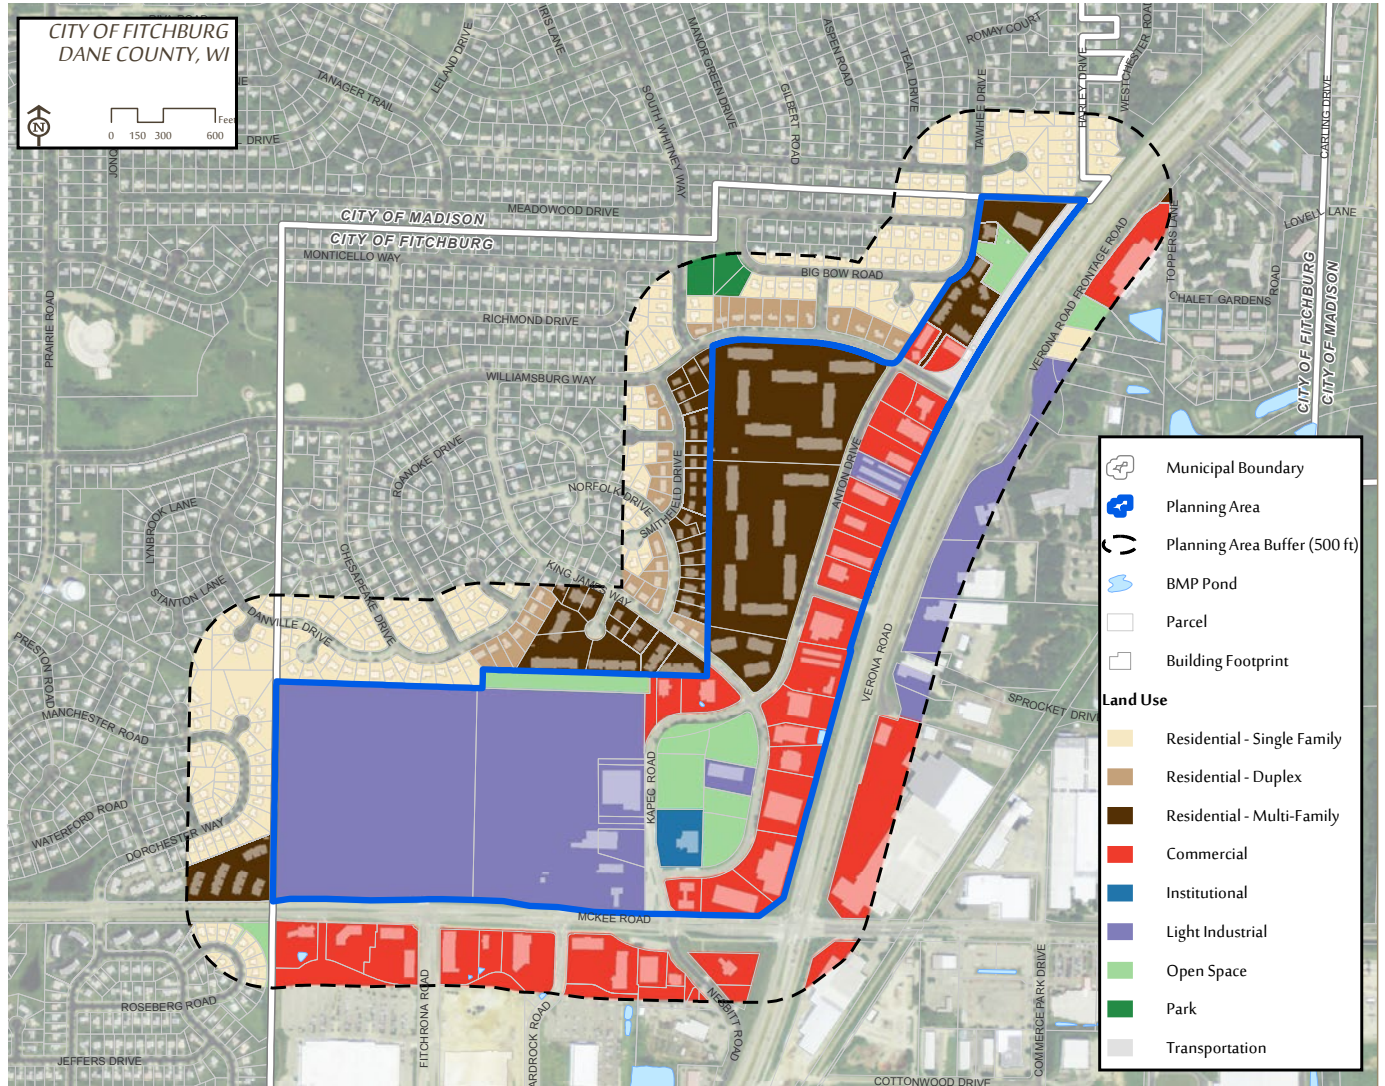 CITY OF FITCHBURG
DANE COUNTY, WI
N
Feet
0 150 300 600
TANAGER TRAIL
LELAND DRIVE
IRIS LANE
MANOR GREEN DRIVE
SOUTH WHITNEY WAY
GILBERT ROAD
ASPEN ROAD
TEAL DRIVE
ROMAY COURT
TAWHEE DRIVE
HARLEY DRIVE
WESTCHESTER ROAD
CARLING DRIVE
DRIVE
MEADOWOOD DRIVE
CITY OF MADISON
CITY OF FITCHBURG
MONTICELLO WAY
BIG BOW ROAD
LOVELL LANE
TOPPERS LANE
CHALET GARDENS ROAD
VERONA ROAD FRONTAGE ROAD
CITY OF FITCHBURG
CITY OF MADISON
PRAIRIE ROAD
RICHMOND DRIVE
WILLIAMSBURG WAY
ROANOKE DRIVE
NORFOLK DRIVE
SMITHFIELD DRIVE
ANTON DRIVE
LYNBROOK LANE
STANTON LANE
CHESAPEAKE DRIVE
KING JAMES WAY
DANVILLE DRIVE
PRESTON ROAD
MANCHESTER ROAD
VERONA ROAD
SPROCKET DRIVE
KAPEC ROAD
WATERFORD ROAD
DORCHESTER WAY
MCKEE ROAD
ROSEBERG ROAD
JEFFERS DRIVE
FITCHRONA ROAD
NESBITT ROAD
COMMERCE PARK DRIVE
COTTONWOOD DRIVE
Municipal Boundary
Planning Area
Planning Area Buffer (500 ft)
BMP Pond
Parcel
Building Footprint
Land Use
Residential - Single Family
Residential - Duplex
Residential - Multi-Family
Commercial
Institutional
Light Industrial
Open Space
Park
Transportation